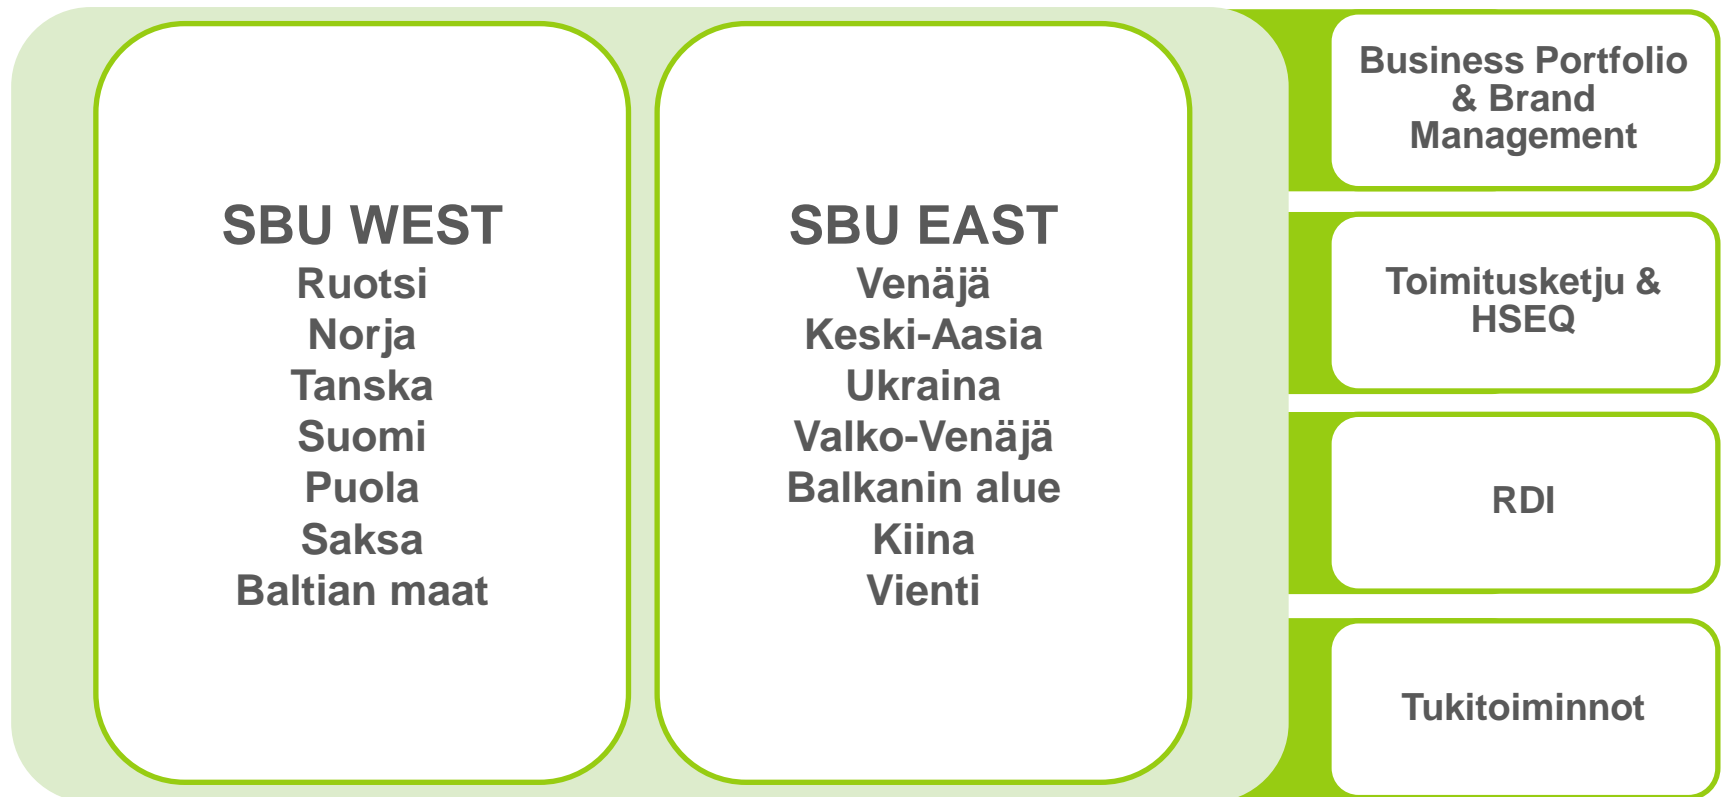 SBU WEST
Ruotsi
Norja
Tanska
Suomi
Puola
Saksa
Baltian maat
SBU EAST
Venäjä
Keski-Aasia
Ukraina
Valko-Venäjä
Balkanin alue
Kiina
Vienti
Business Portfolio
& Brand
Management
Toimitusketju &
HSEQ
RDI
Tukitoiminnot